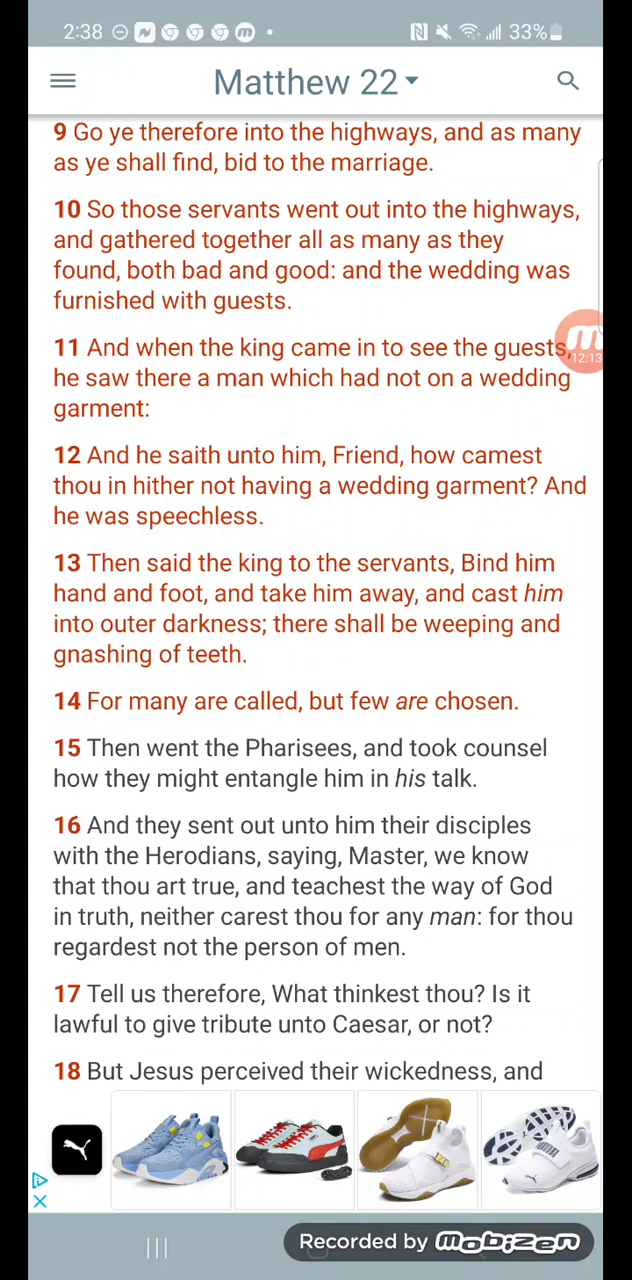 2:38 33%
Matthew 22
9 Go ye therefore into the highways, and as many
as ye shall find, bid to the marriage.
10 So those servants went out into the highways,
and gathered together all as many as they
found, both bad and good: and the wedding was
furnished with guests.
11 And when the king came in to see the guests,
he saw there a man which had not on a wedding
garment:
12:13
12 And he saith unto him, Friend, how camest
thou in hither not having a wedding garment? And
he was speechless.
13 Then said the king to the servants, Bind him
hand and foot, and take him away, and cast him
into outer darkness; there shall be weeping and
gnashing of teeth.
14 For many are called, but few are chosen.
15 Then went the Pharisees, and took counsel
how they might entangle him in his talk.
16 And they sent out unto him their disciples
with the Herodians, saying, Master, we know
that thou art true, and teachest the way of God
in truth, neither carest thou for any man: for thou
regardest not the person of men.
17 Tell us therefore, What thinkest thou? Is it
lawful to give tribute unto Caesar, or not?
18 But Jesus perceived their wickedness, and
Recorded by mobizen